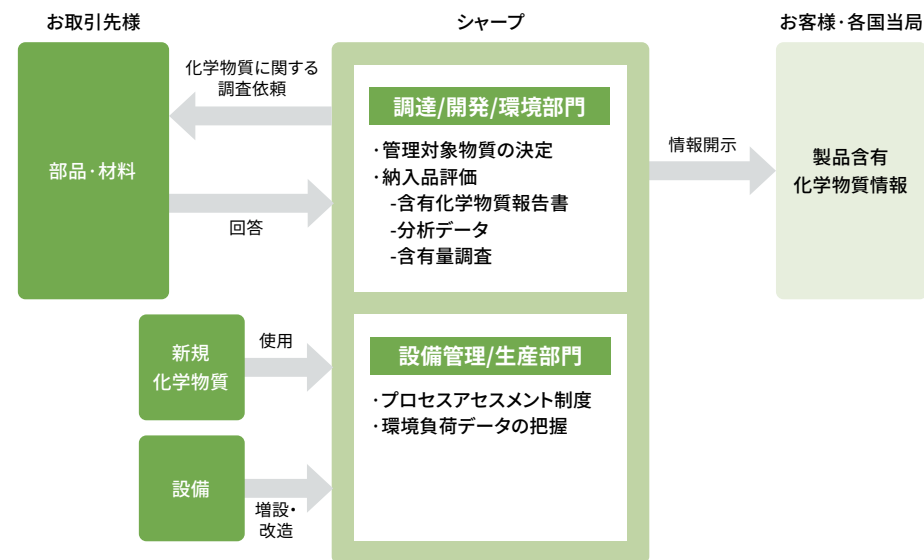 お取引先様
シャープ
お客様・各国当局
化学物質に関する
調査依頼
部品・材料
回答
調達/開発/環境部門
・管理対象物質の決定
・納入品評価
-含有化学物質報告書
-分析データ
-含有量調査
情報開示
製品含有
化学物質情報
新規
化学物質
使用
設備管理/生産部門
・プロセスアセスメント制度
・環境負荷データの把握
設備
増設・
改造